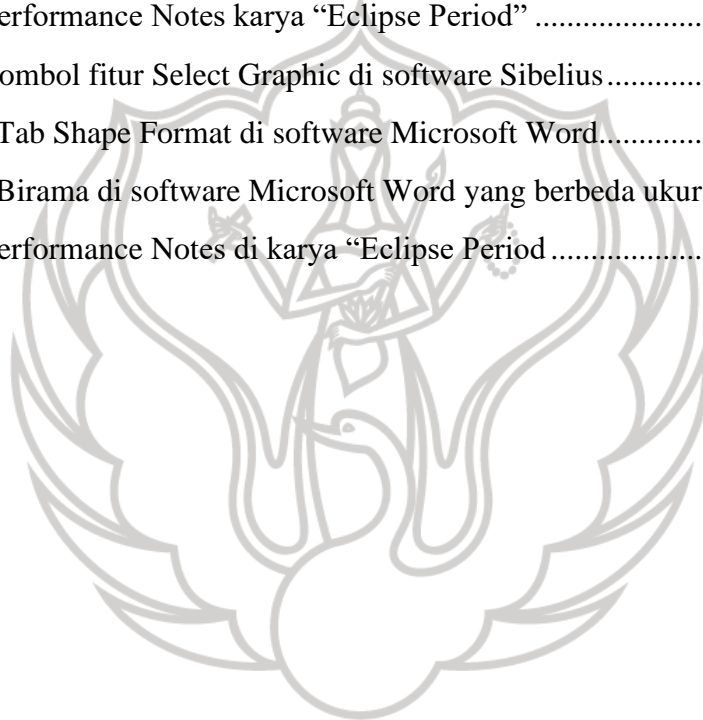 erformance Notes karya “Eclipse Period” .....................
ombol fitur Select Graphic di software Sibelius............
Tab Shape Format di software Microsoft Word.............
Birama di software Microsoft Word yang berbeda ukur
erformance Notes di karya “Eclipse Period ...................